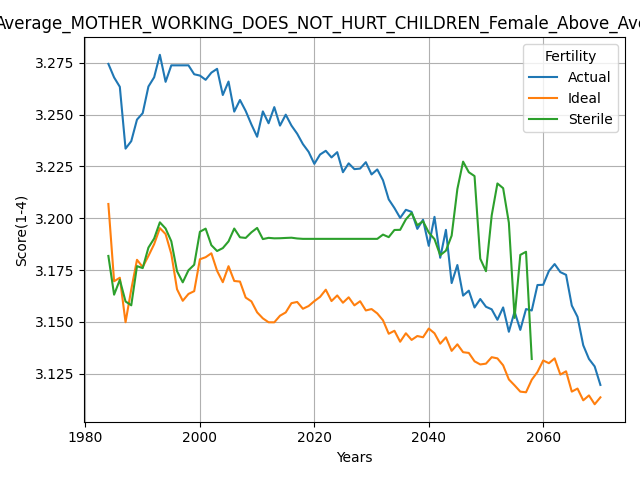 Average_MOTHER_WORKING_DOES_NOT_HURT_CHILDREN_Female_Above_Ave
3.275
3.250
3.225
3.200
3.175
3.150
3.125
Score(1-4)
Fertility
Actual
Ideal
Sterile
1980
2000
2020
2040
2060
Years